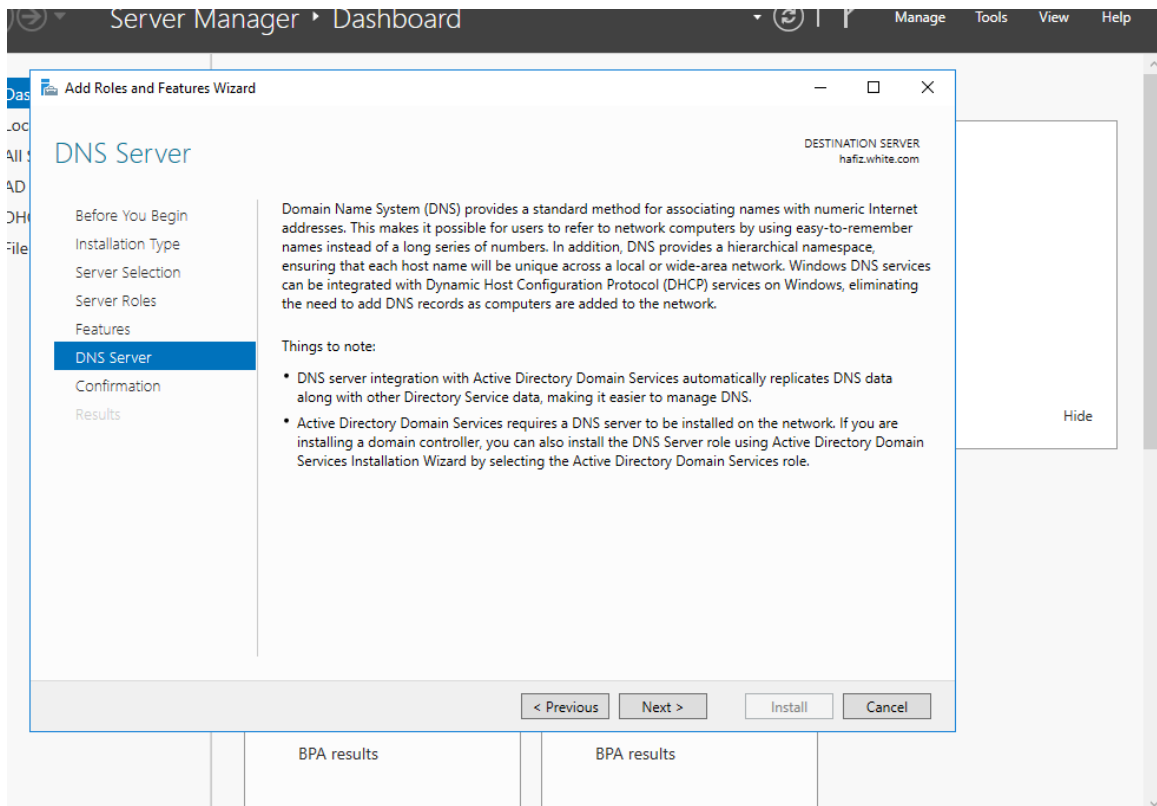 Server Manager ‣ Dashboard
Manage Tools View Help
Das
Loc
All S
AD
DH
File
Add Roles and Features Wizard
DNS Server
DESTINATION SERVER
hafiz.white.com
Before You Begin
Installation Type
Server Selection
Server Roles
Features
DNS Server
Confirmation
Results
Domain Name System (DNS) provides a standard method for associating names with numeric Internet
addresses. This makes it possible for users to refer to network computers by using easy-to-remember
names instead of a long series of numbers. In addition, DNS provides a hierarchical namespace,
ensuring that each host name will be unique across a local or wide-area network. Windows DNS services
can be integrated with Dynamic Host Configuration Protocol (DHCP) services on Windows, eliminating
the need to add DNS records as computers are added to the network.
Things to note:
• DNS server integration with Active Directory Domain Services automatically replicates DNS data
along with other Directory Service data, making it easier to manage DNS.
• Active Directory Domain Services requires a DNS server to be installed on the network. If you are
installing a domain controller, you can also install the DNS Server role using Active Directory Domain
Services Installation Wizard by selecting the Active Directory Domain Services role.
Hide
< Previous Next > Install Cancel
BPA results BPA results